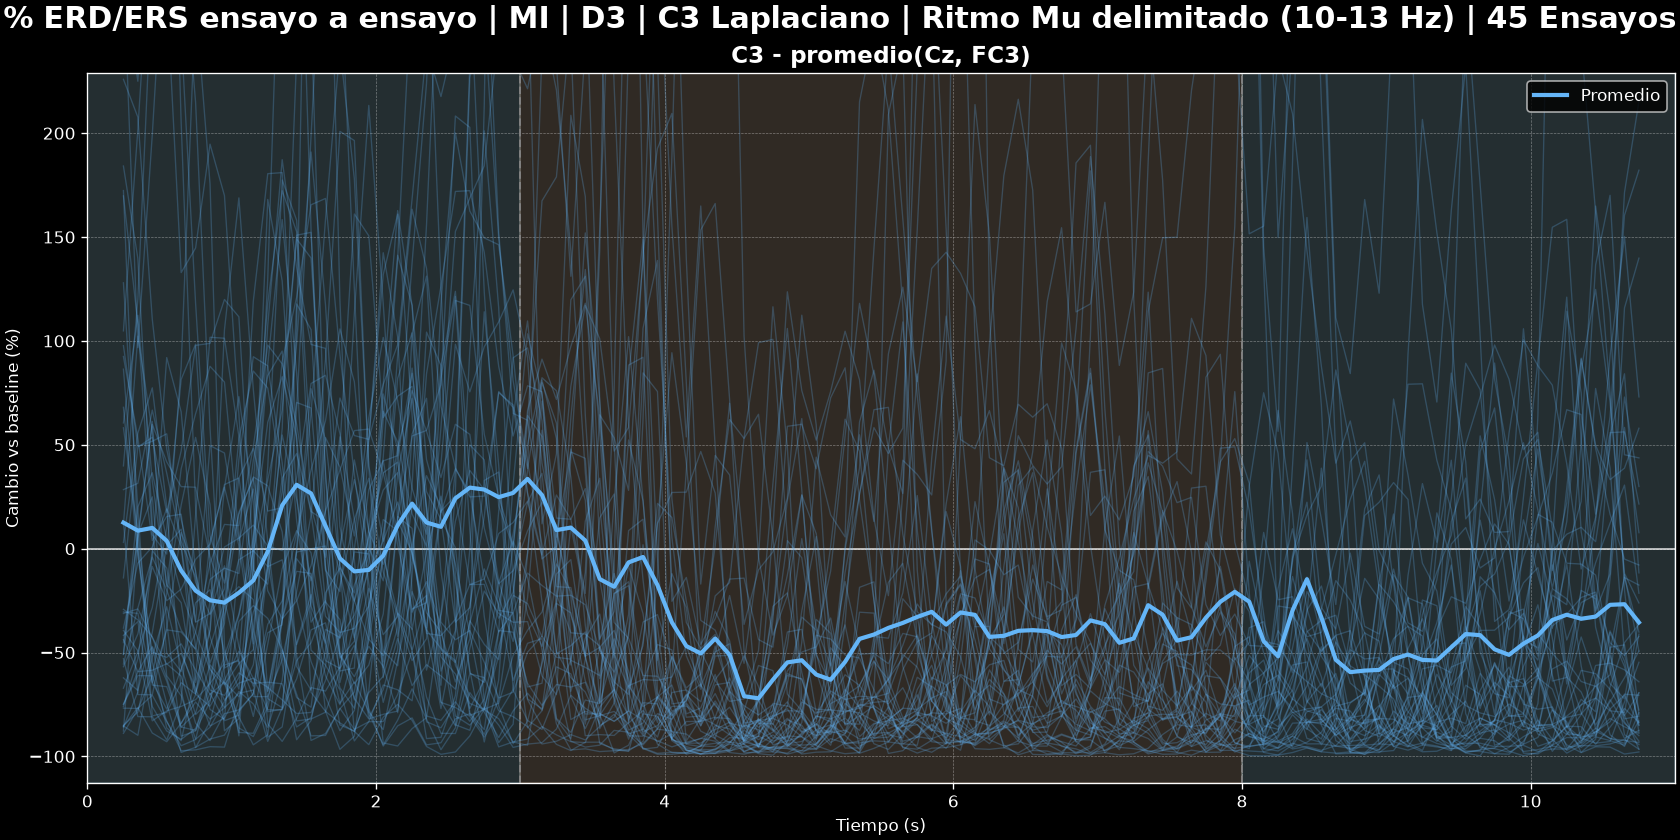 % ERD/ERS ensayo a ensayo | MI | D3 | C3 Laplaciano | Ritmo Mu delimitado (10-13 Hz) | 45 Ensayos
C3 - promedio(Cz, FC3)
Promedio
Cambio vs baseline (%)
200
150
100
50
0
−50
−100
0 2 4 6 8 10
Tiempo (s)